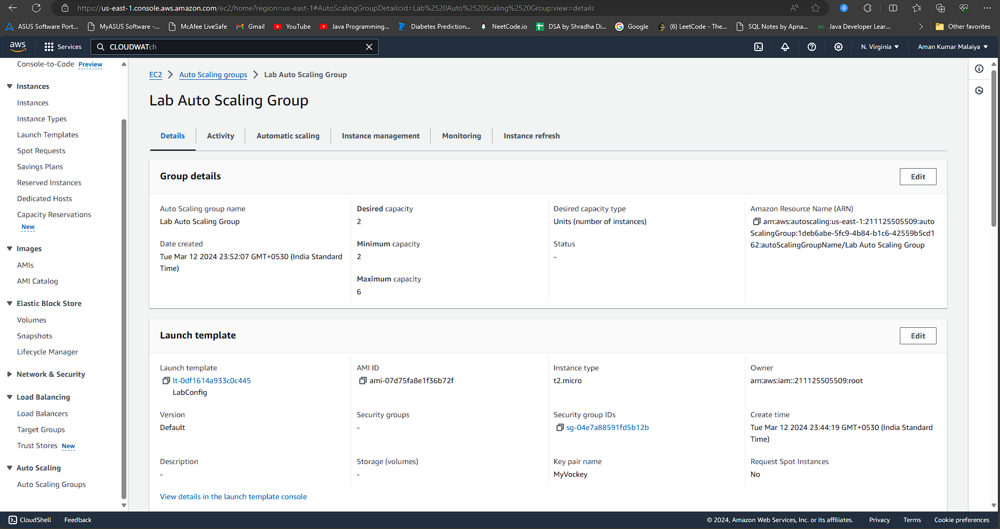 https://us-east-1.console.aws.amazon.com/ec2/home?region=us-east-1#AutoScalingGroupDetails:id=Lab%2520Auto%2520Scaling%2520Group;view=details
ASUS Software Port...
MyASUS Software -...
McAfee LiveSafe
Gmail
YouTube
Java Programming...
Diabetes Prediction...
NeetCode.io
DSA by Shradha Di...
Google
(6) LeetCode - The...
SQL Notes by Apna...
Java Developer Lear...
Other favorites
aws
Services
CLOUDWATch
N. Virginia
Aman Kumar Malaiya
Console-to-Code Preview
Instances
Instances
Instance Types
Launch Templates
Spot Requests
Savings Plans
Reserved Instances
Dedicated Hosts
Capacity Reservations
New
Images
AMIs
AMI Catalog
Elastic Block Store
Volumes
Snapshots
Lifecycle Manager
Network & Security
Load Balancing
Load Balancers
Target Groups
Trust Stores New
Auto Scaling
Auto Scaling Groups
EC2 > Auto Scaling groups > Lab Auto Scaling Group
Lab Auto Scaling Group
Details
Activity
Automatic scaling
Instance management
Monitoring
Instance refresh
Group details
Edit
Auto Scaling group name
Lab Auto Scaling Group
Date created
Tue Mar 12 2024 23:52:07 GMT+0530 (India Standard
Time)
Desired capacity
2
Minimum capacity
2
Maximum capacity
6
Desired capacity type
Units (number of instances)
Status
-
Amazon Resource Name (ARN)
arn:aws:autoscaling:us-east-1:211125505509:auto
ScalingGroup:1deb6abe-5fc9-4b84-b1c6-42559b5cd1
62:autoScalingGroupName/Lab Auto Scaling Group
Launch template
Edit
Launch template
lt-0df1614a933c0c445
LabConfig
AMI ID
ami-07d75fa8e1f36b72f
Instance type
t2.micro
Owner
arn:aws:iam::211125505509:root
Version
Default
Security groups
-
Security group IDs
sg-04e7a88591fd5b12b
Create time
Tue Mar 12 2024 23:44:19 GMT+0530 (India Standard
Time)
Description
-
Storage (volumes)
-
Key pair name
MyVockey
Request Spot Instances
No
View details in the launch template console
CloudShell
Feedback
© 2024, Amazon Web Services, Inc. or its affiliates.
Privacy
Terms
Cookie preferences